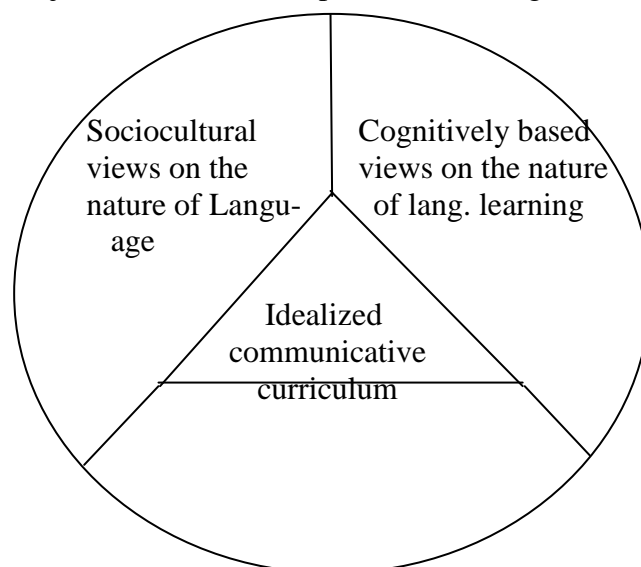 Sociocultural
views on the
nature of Langu-
age
Cognitively based
views on the nature
of lang. learning
Idealized
communicative
curriculum